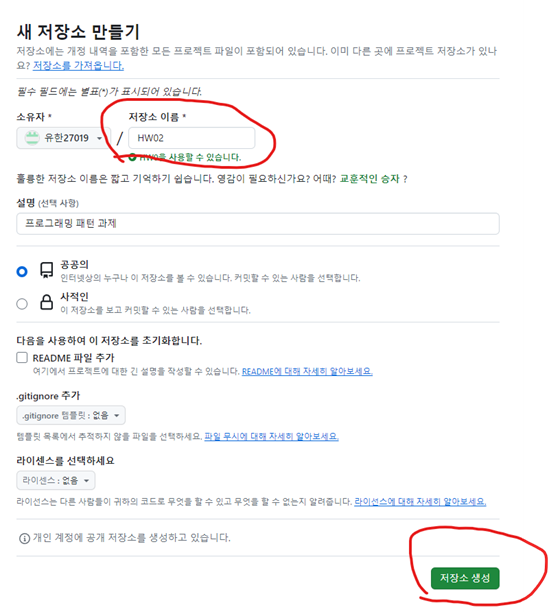 새 저장소 만들기
저장소에는 개정 내역을 포함한 모든 프로젝트 파일이 포함되어 있습니다. 이미 다른 곳에 프로젝트 저장소가 있나
요? 저장소를 가져옵니다.
필수 필드에는 별표(*)가 표시되어 있습니다.
소유자 * 저장소 이름 *
유한27019 / HW02
HW0을 사용할 수 있습니다.
훌륭한 저장소 이름은 짧고 기억하기 쉽습니다. 영감이 필요하신가요? 어때? 교훈적인 승자 ?
설명 (선택 사항)
프로그래밍 패턴 과제
공공의
인터넷상의 누구나 이 저장소를 볼 수 있습니다. 커밋할 수 있는 사람을 선택합니다.
사적인
이 저장소를 보고 커밋할 수 있는 사람을 선택합니다.
다음을 사용하여 이 저장소를 초기화합니다.
README 파일 추가
여기에서 프로젝트에 대한 긴 설명을 작성할 수 있습니다. README에 대해 자세히 알아보세요.
.gitignore 추가
.gitignore 템플릿 : 없음
템플릿 목록에서 추적하지 않을 파일을 선택하세요. 파일 무시에 대해 자세히 알아보세요.
라이센스를 선택하세요
라이센스 : 없음
라이선스는 다른 사람들이 귀하의 코드로 무엇을 할 수 있고 무엇을 할 수 없는지 알려줍니다. 라이선스에 대해 자세히 알아보세요.
개인 계정에 공개 저장소를 생성하고 있습니다.
저장소 생성